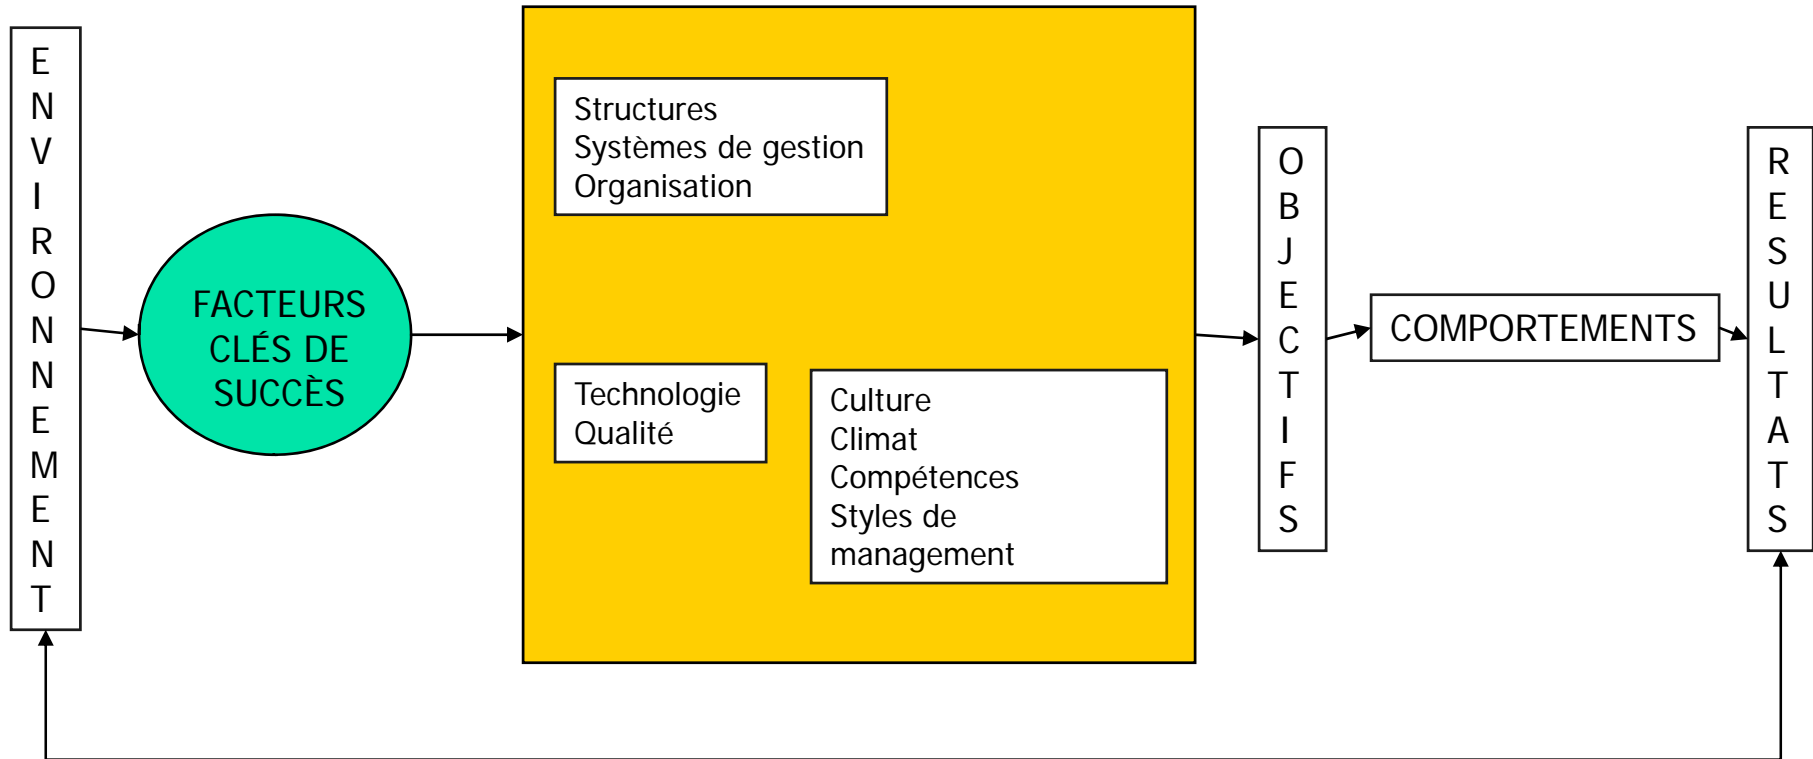 ENVIRONNEMENT
FACTEURS
CLÉS DE
SUCCÈS
Structures
Systèmes de gestion
Organisation
Technologie
Qualité
Culture
Climat
Compétences
Styles de
management
OBJECTIFS
COMPORTEMENTS
RESULTATS